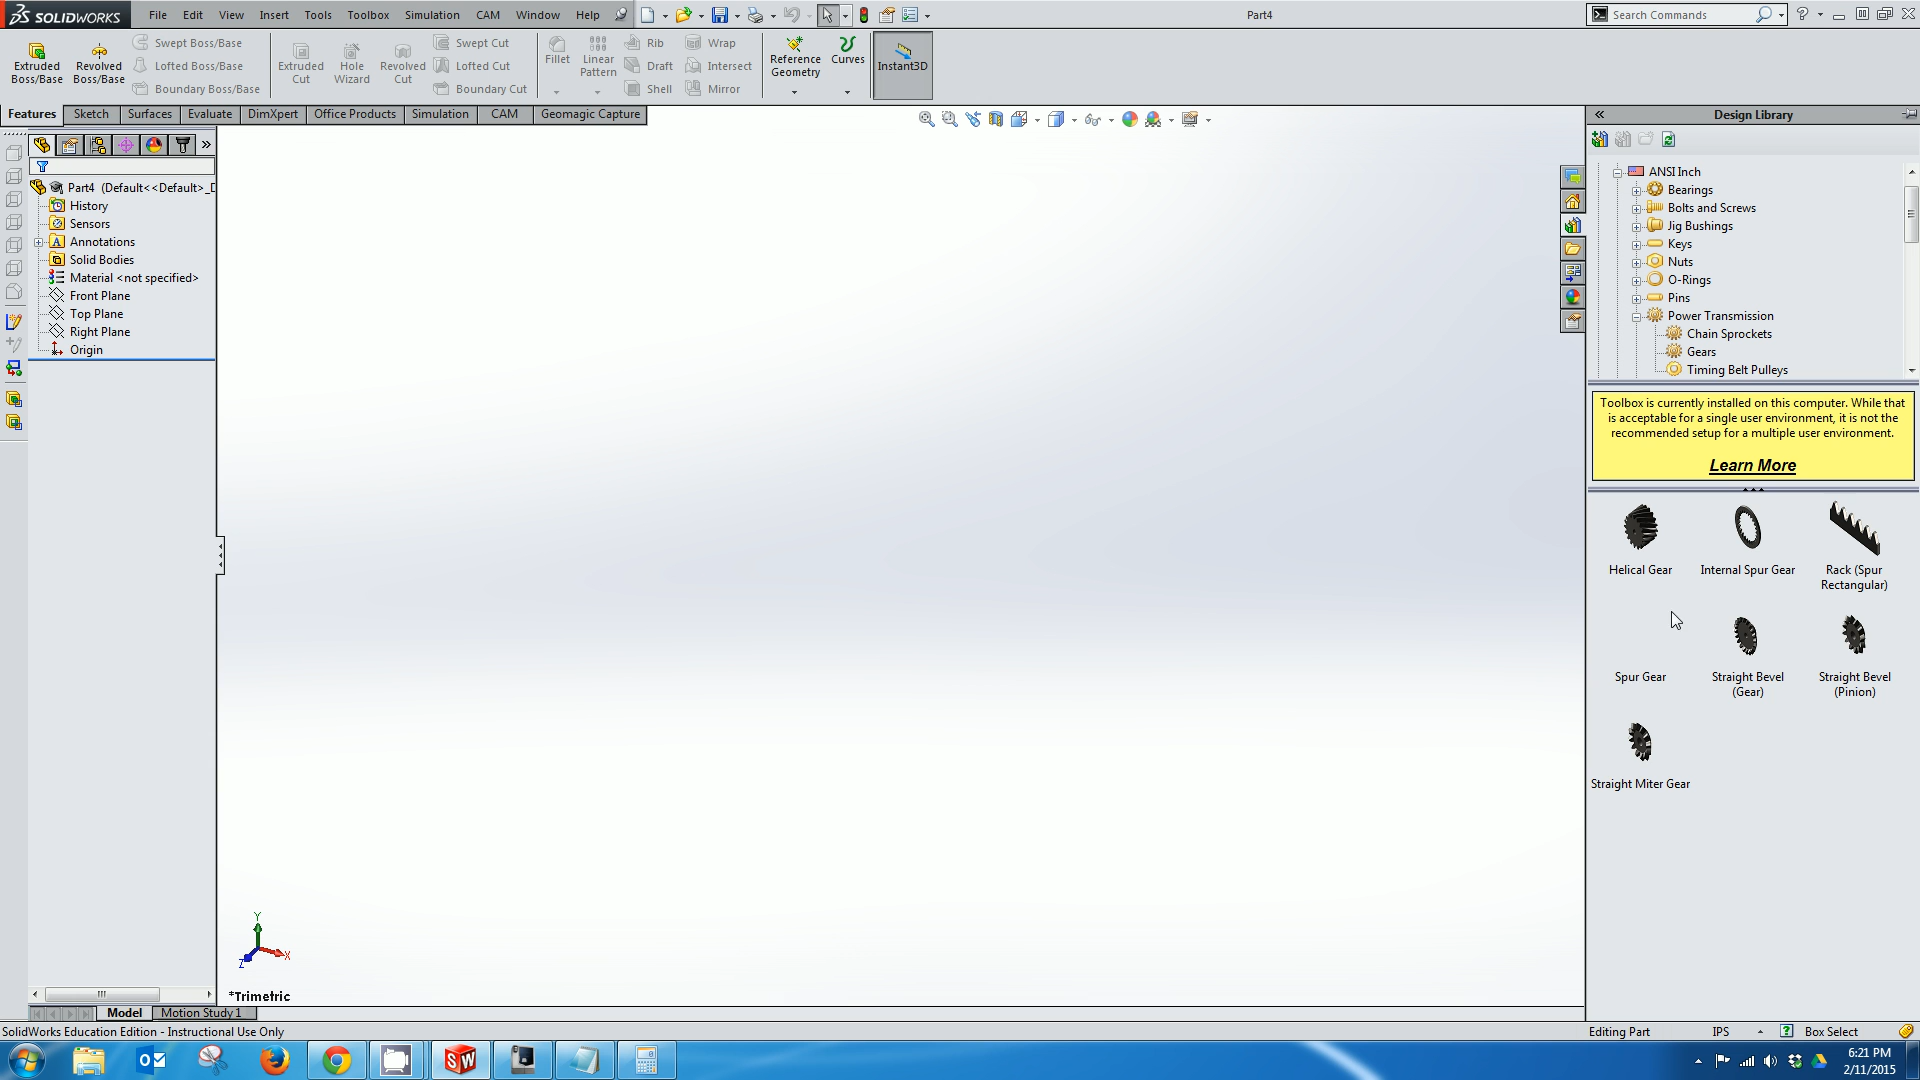 SOLIDWORKS
File Edit View Insert Tools Toolbox Simulation CAM Window Help
Part4
Search Commands
Extruded Boss/Base
Revolved Boss/Base
Swept Boss/Base
Lofted Boss/Base
Boundary Boss/Base
Extruded Cut
Hole Wizard
Revolved Cut
Swept Cut
Lofted Cut
Boundary Cut
Fillet
Linear Pattern
Rib
Draft
Shell
Wrap
Intersect
Mirror
Reference Geometry
Curves
Instant3D
Features Sketch Surfaces Evaluate DimXpert Office Products Simulation CAM Geomagic Capture
Part4 (Default<<Default>_D
History
Sensors
Annotations
Solid Bodies
Material <not specified>
Front Plane
Top Plane
Right Plane
Origin
Y
X
Z
*Trimetric
Design Library
ANSI Inch
Bearings
Bolts and Screws
Jig Bushings
Keys
Nuts
O-Rings
Pins
Power Transmission
Chain Sprockets
Gears
Timing Belt Pulleys
Toolbox is currently installed on this computer. While that
is acceptable for a single user environment, it is not the
recommended setup for a multiple user environment.
Learn More
Helical Gear
Internal Spur Gear
Rack (Spur
Rectangular)
Spur Gear
Straight Bevel
(Gear)
Straight Bevel
(Pinion)
Straight Miter Gear
Model Motion Study 1
SolidWorks Education Edition - Instructional Use Only
Editing Part IPS Box Select
6:21 PM
2/11/2015